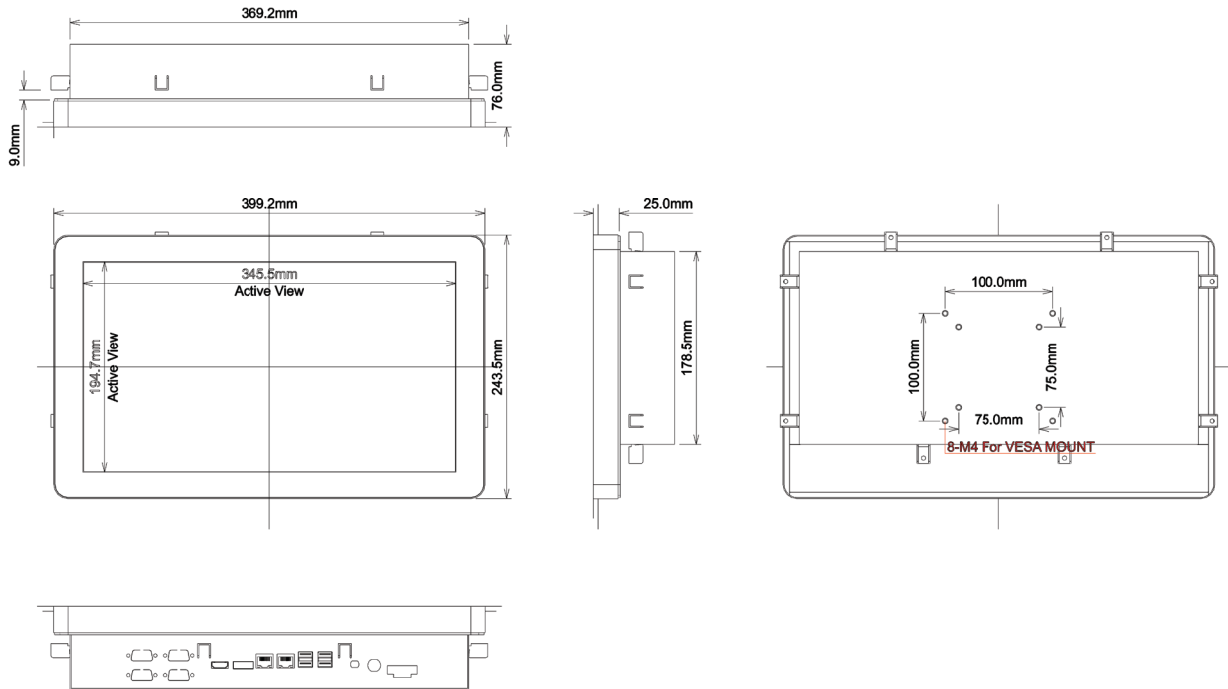 369.2mm
76.0mm
9.0mm
399.2mm
25.0mm
345.5mm
Active View
194.7mm
Active View
243.5mm
178.5mm
100.0mm
100.0mm
75.0mm
75.0mm
8-M4 For VESA MOUNT